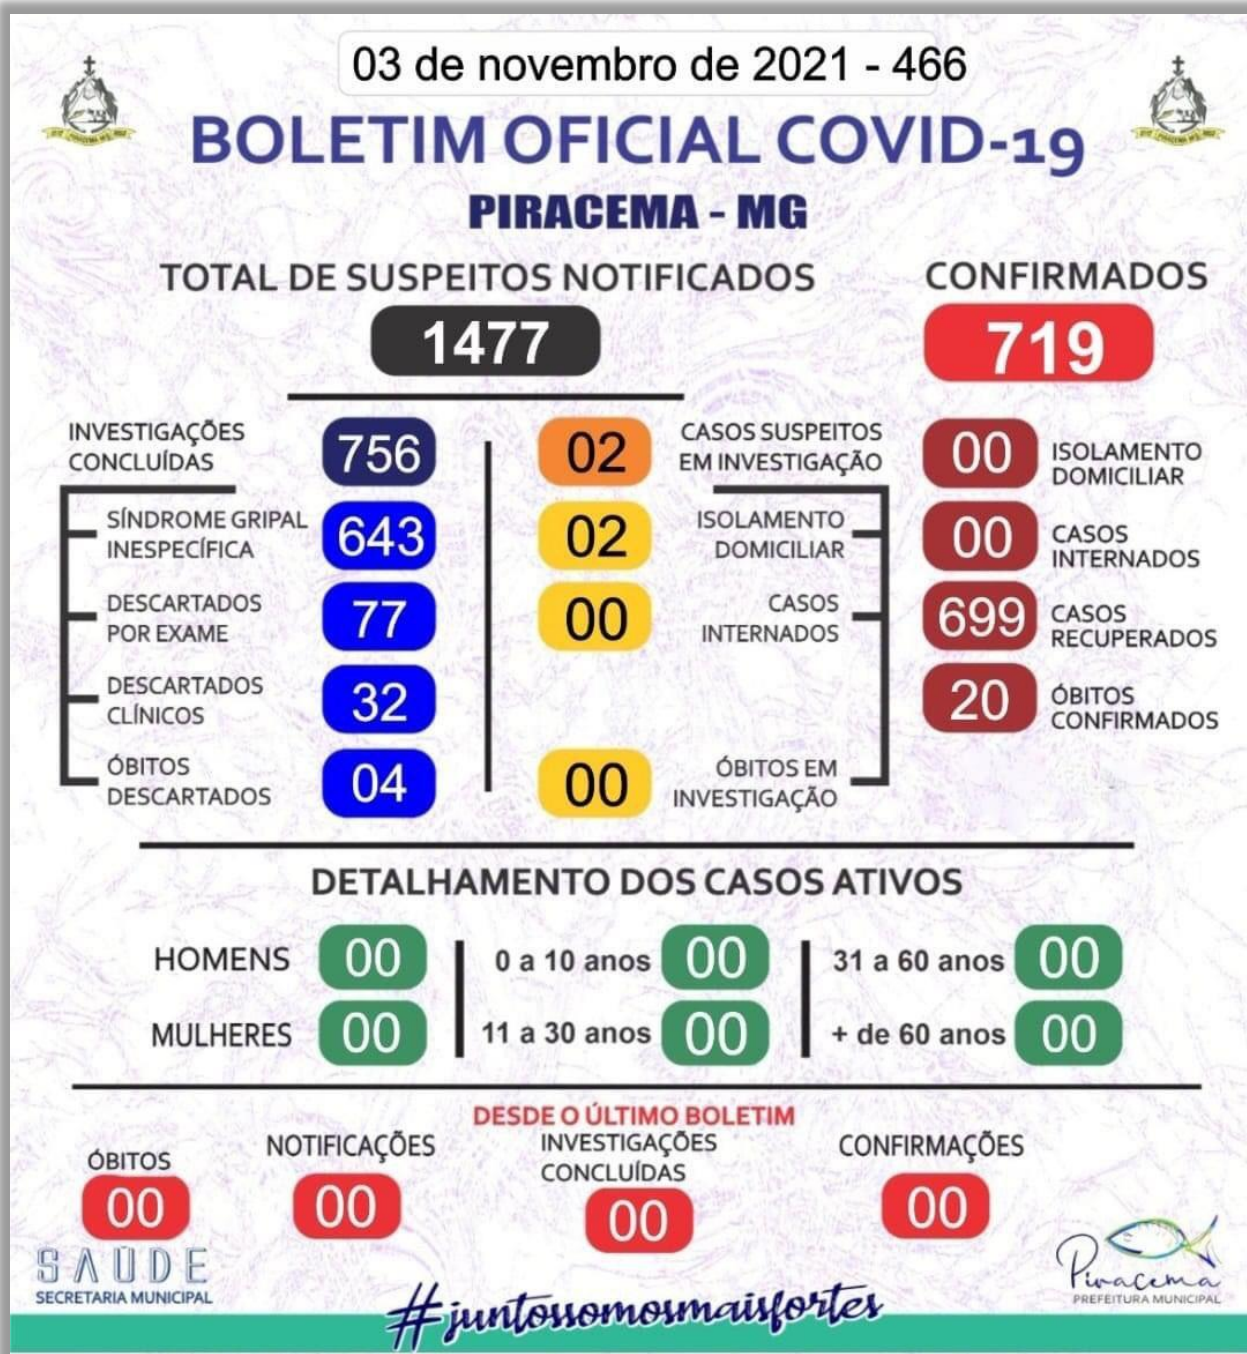 03 de novembro de 2021 - 466
BOLETIM OFICIAL COVID-19
PIRACEMA - MG
TOTAL DE SUSPEITOS NOTIFICADOS
1477
CONFIRMADOS
719
INVESTIGAÇÕES
CONCLUÍDAS
756
SÍNDROME GRIPAL
INESPECÍFICA
643
DESCARTADOS
POR EXAME
77
DESCARTADOS
CLÍNICOS
32
ÓBITOS
DESCARTADOS
04
02
CASOS SUSPEITOS
EM INVESTIGAÇÃO
02
ISOLAMENTO
DOMICILIAR
00
CASOS
INTERNADOS
00
ÓBITOS EM
INVESTIGAÇÃO
00
ISOLAMENTO
DOMICILIAR
00
CASOS
INTERNADOS
699
CASOS
RECUPERADOS
20
ÓBITOS
CONFIRMADOS
DETALHAMENTO DOS CASOS ATIVOS
HOMENS 00
MULHERES 00
0 a 10 anos 00
11 a 30 anos 00
31 a 60 anos 00
+ de 60 anos 00
DESDE O ÚLTIMO BOLETIM
ÓBITOS
00
NOTIFICAÇÕES
00
INVESTIGAÇÕES
CONCLUÍDAS
00
CONFIRMAÇÕES
00
SAÚDE
SECRETARIA MUNICIPAL
#juntossomosmaisfortes
Piracema
PREFEITURA MUNICIPAL